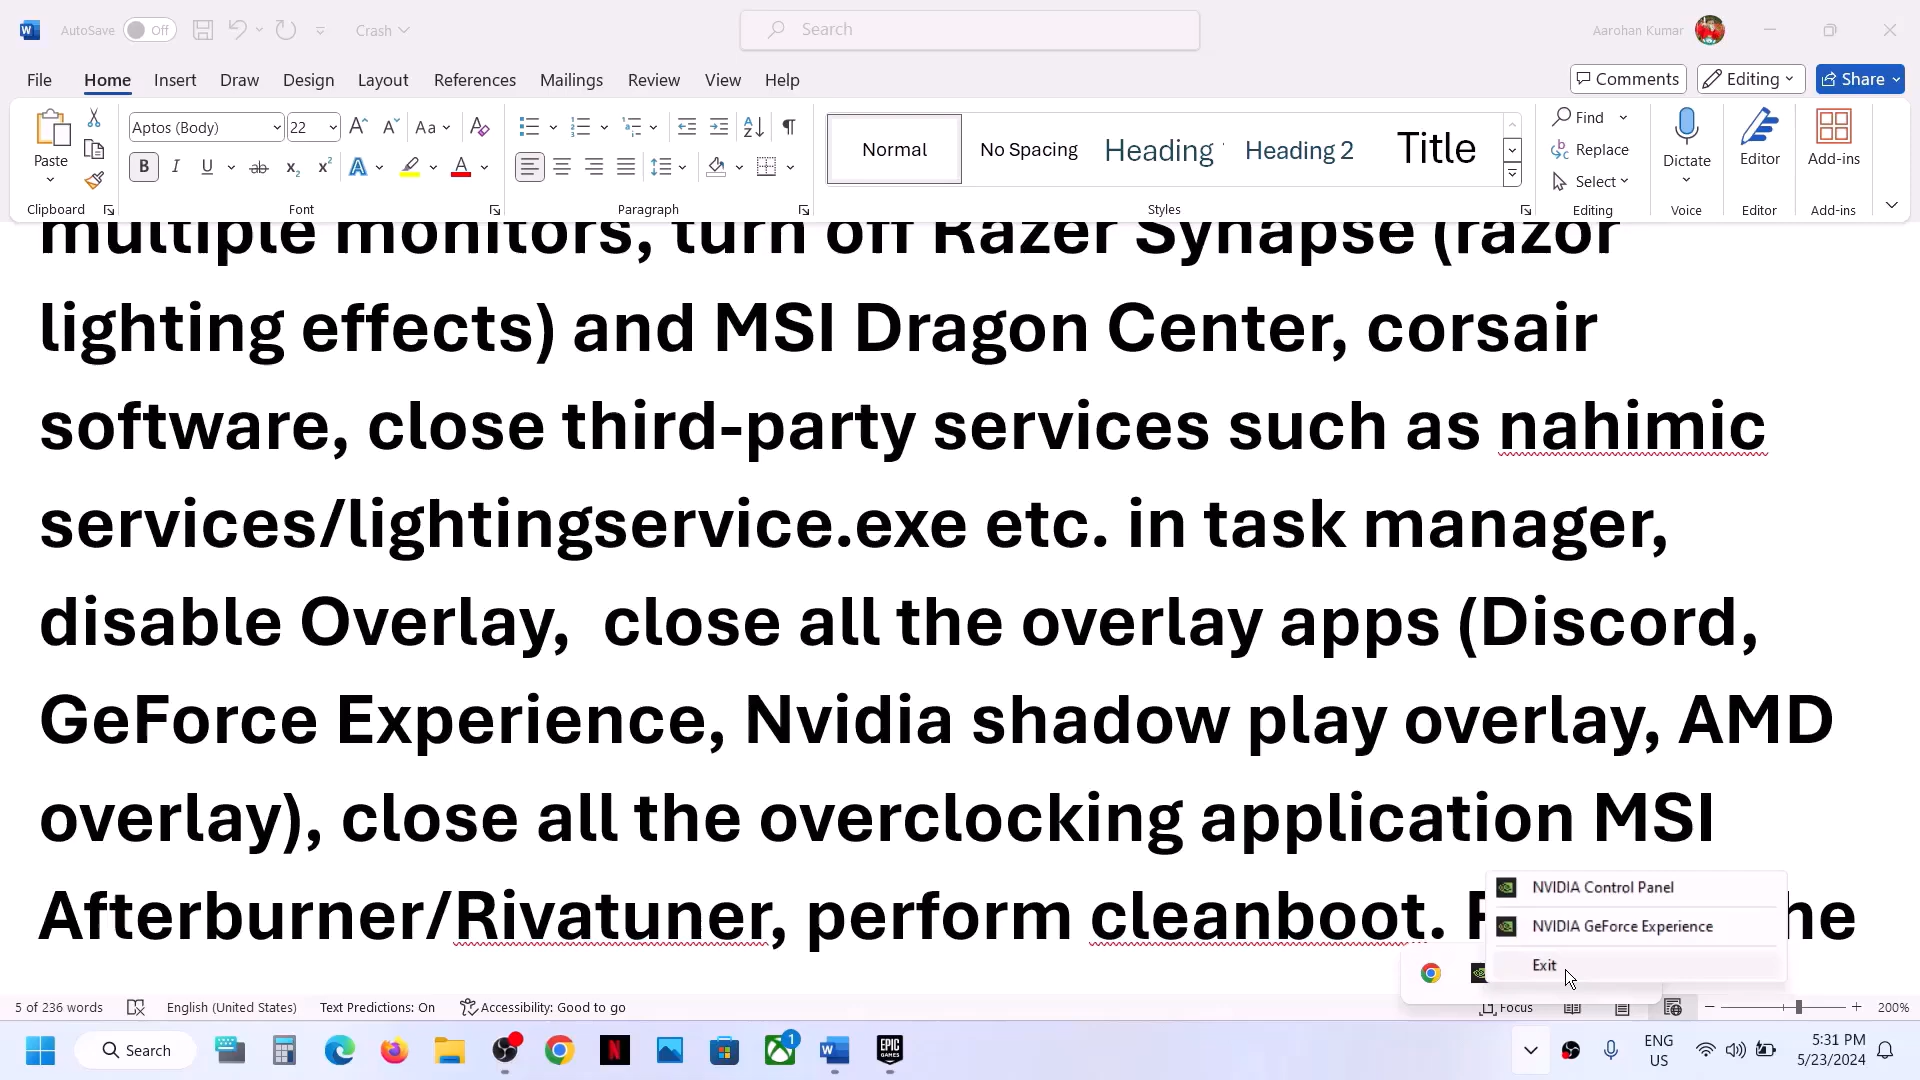 AutoSave Off Crash Search Aarohan Kumar
File Home Insert Draw Design Layout References Mailings Review View Help Comments Editing Share
Aptos (Body) 22 Aa Normal No Spacing Heading Heading 2 Title Find
Replace
Paste B I U ab Select Dictate Editor Add-ins
Clipboard Font Paragraph Styles Editing Voice Editor Add-ins
multiple monitors, turn off Razer Synapse (razor
lighting effects) and MSI Dragon Center, corsair
software, close third-party services such as nahimic
services/lightingservice.exe etc. in task manager,
disable Overlay,  close all the overlay apps (Discord,
GeForce Experience, Nvidia shadow play overlay, AMD
overlay), close all the overclocking application MSI
Afterburner/Rivatuner, perform cleanboot.
he
NVIDIA Control Panel
NVIDIA GeForce Experience
Exit
5 of 236 words English (United States) Text Predictions: On Accessibility: Good to go Focus 200%
Search ENG US 5:31 PM
5/23/2024
EPIC GAMES
1